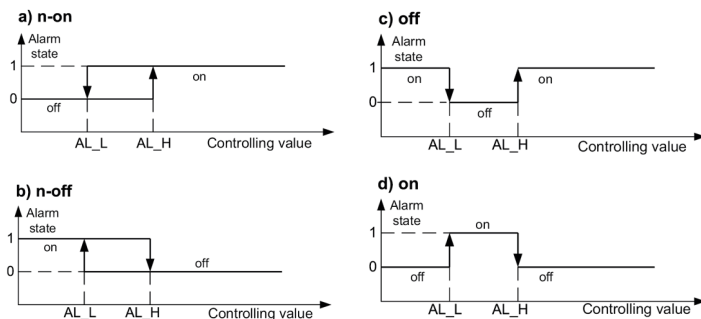 a) n-on
Alarm
state
1
on
0
off
AL_L AL_H Controlling value
b) n-off
Alarm
state
1
on
0
off
AL_L AL_H Controlling value
c) off
Alarm
state
1
on on
0
off
AL_L AL_H Controlling value
d) on
Alarm
state
on
1
0
off off
AL_L AL_H Controlling value